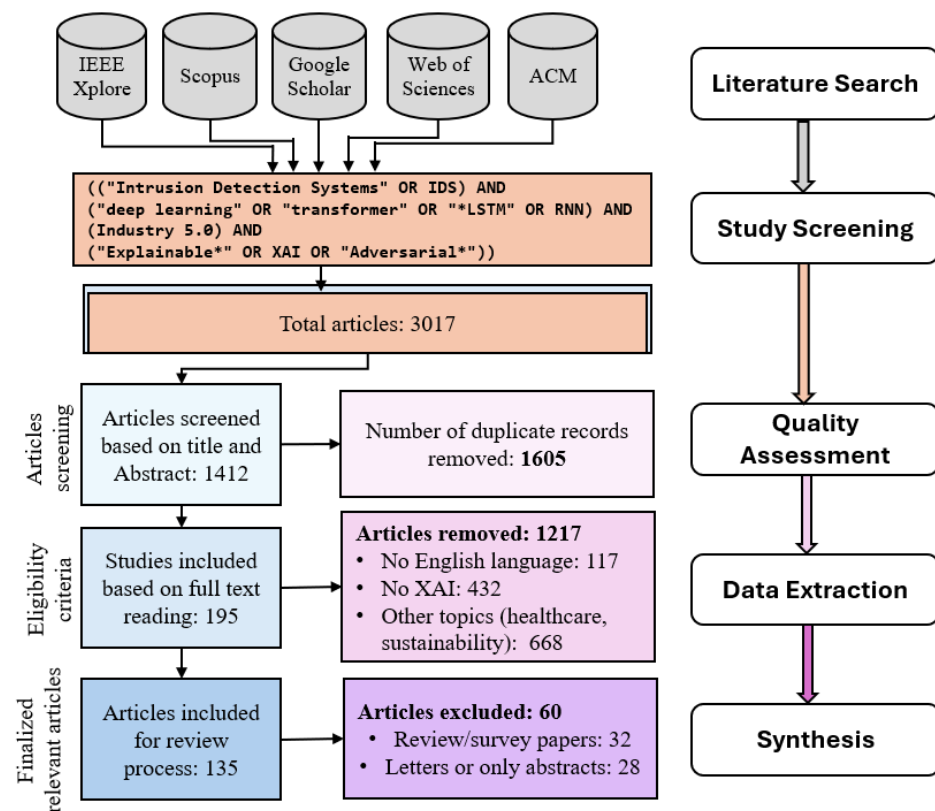 IEEE
Xplore
Scopus
Google
Scholar
Web of
Sciences
ACM
(("Intrusion Detection Systems" OR IDS) AND
("deep learning" OR "transformer" OR "*LSTM" OR RNN) AND
(Industry 5.0) AND
("Explainable*" OR XAI OR "Adversarial*"))
Total articles: 3017
Articles
screening
Articles screened
based on title and
Abstract: 1412
Number of duplicate records
removed: 1605
Eligibility
criteria
Studies included
based on full text
reading: 195
Articles removed: 1217
• No English language: 117
• No XAI: 432
• Other topics (healthcare,
sustainability): 668
Finalized
relevant articles
Articles included
for review
process: 135
Articles excluded: 60
• Review/survey papers: 32
• Letters or only abstracts: 28
Literature Search
Study Screening
Quality
Assessment
Data Extraction
Synthesis